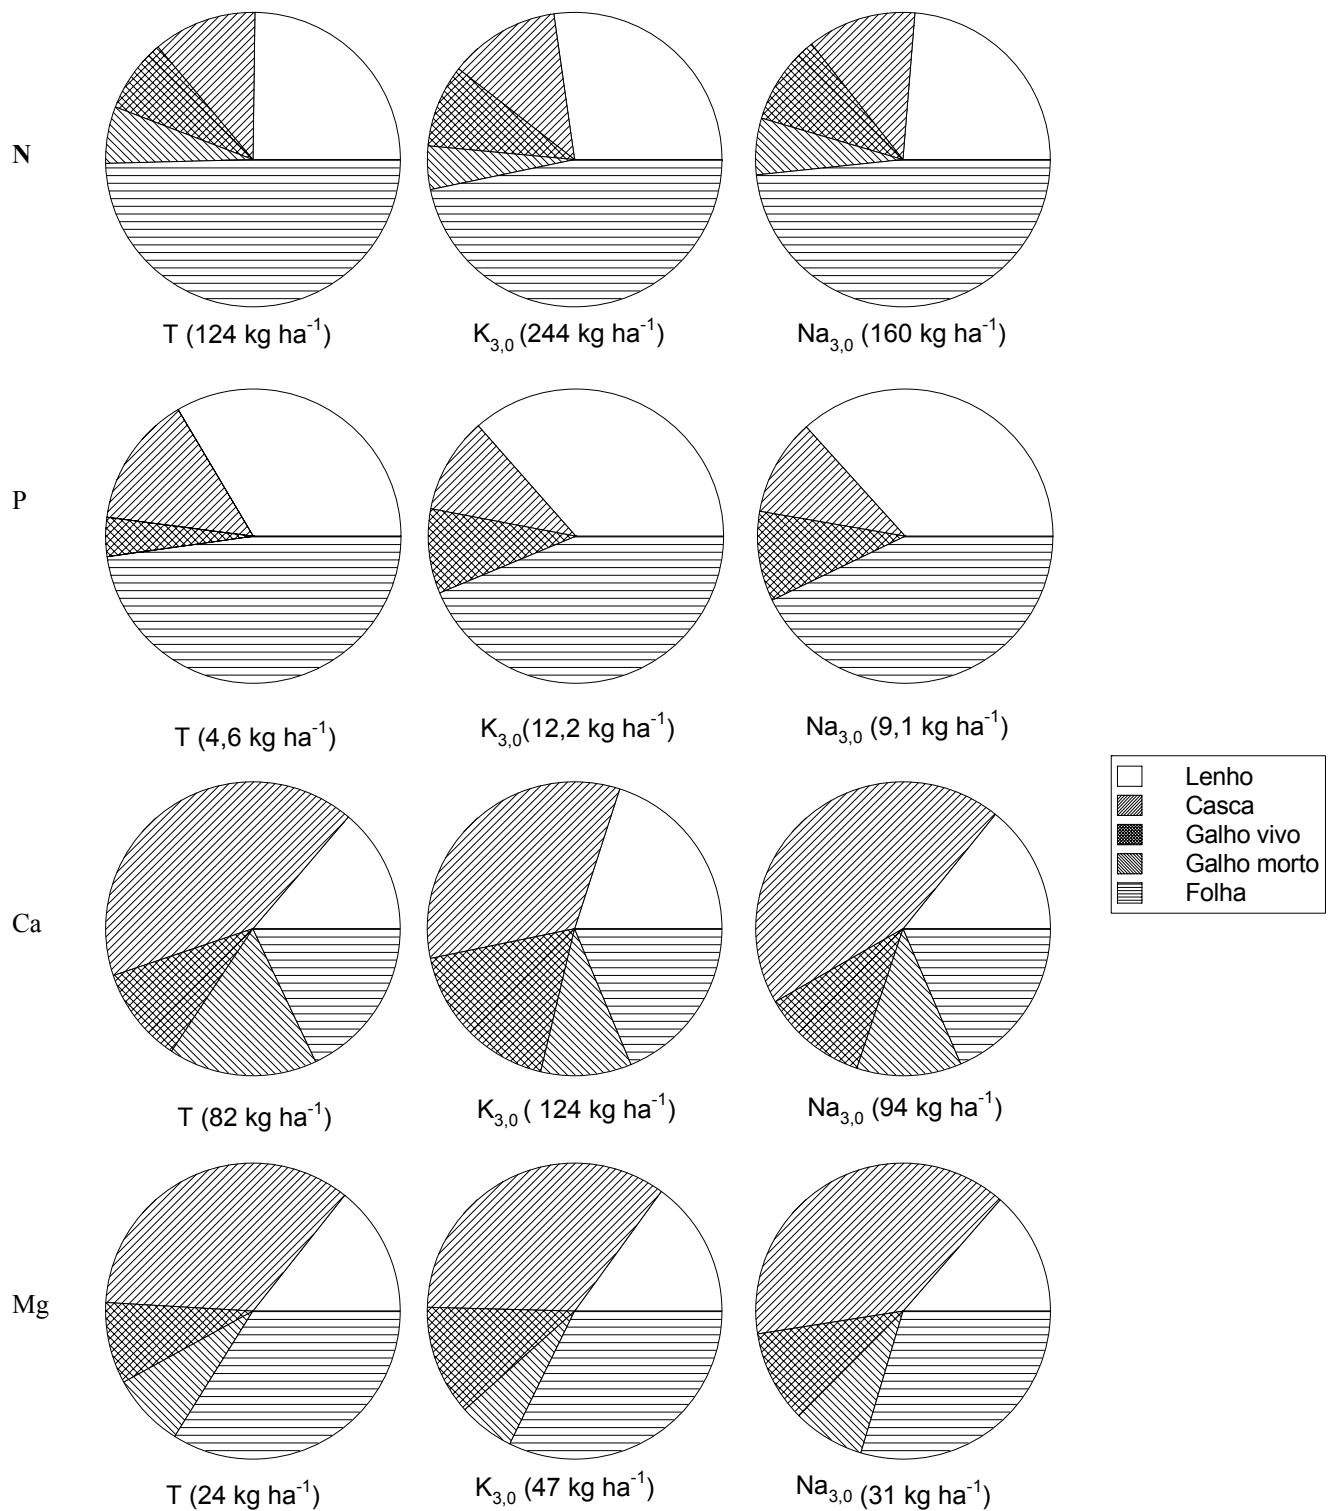 N
T (124 kg ha⁻¹)
K₃,₀ (244 kg ha⁻¹)
Na₃,₀ (160 kg ha⁻¹)
P
T (4,6 kg ha⁻¹)
K₃,₀(12,2 kg ha⁻¹)
Na₃,₀ (9,1 kg ha⁻¹)
Lenho
Casca
Galho vivo
Galho morto
Folha
Ca
T (82 kg ha⁻¹)
K₃,₀ ( 124 kg ha⁻¹)
Na₃,₀ (94 kg ha⁻¹)
Mg
T (24 kg ha⁻¹)
K₃,₀ (47 kg ha⁻¹)
Na₃,₀ (31 kg ha⁻¹)